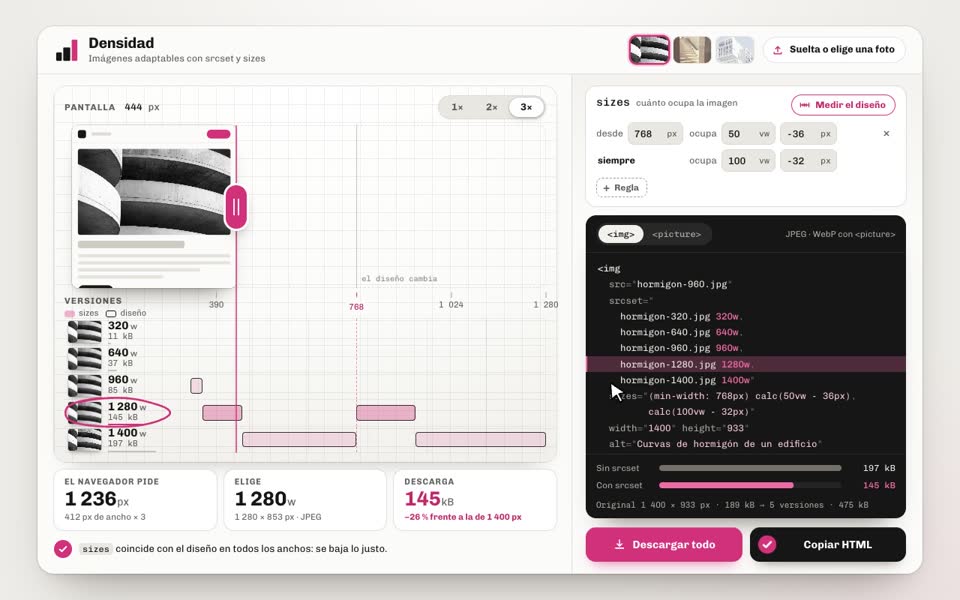 Densidad
Imágenes adaptables con srcset y sizes
Suelta o elige una foto
PANTALLA 444 px
1× 2× 3×
el diseño cambia
VERSIONES
sizes diseño
390 768 1 024 1 280
320 w
11 kB
640 w
37 kB
960 w
85 kB
1 280 w
145 kB
1 400 w
197 kB
EL NAVEGADOR PIDE
1 236 px
412 px de ancho × 3
ELIGE
1 280 w
1 280 × 853 px · JPEG
DESCARGA
145 kB
−26 % frente a la de 1 400 px
sizes coincide con el diseño en todos los anchos: se baja lo justo.
sizes cuánto ocupa la imagen
Medir el diseño
desde 768 px ocupa 50 vw -36 px ×
siempre ocupa 100 vw -32 px
+ Regla
<img> <picture> JPEG · WebP con <picture>
<img
src="hormigon-960.jpg"
srcset="
hormigon-320.jpg 320w,
hormigon-640.jpg 640w,
hormigon-960.jpg 960w,
hormigon-1280.jpg 1280w,
hormigon-1400.jpg 1400w"
zes="(min-width: 768px) calc(50vw - 36px),
calc(100vw - 32px)"
width="1400" height="933"
alt="Curvas de hormigón de un edificio"
Sin srcset 197 kB
Con srcset 145 kB
Original 1 400 × 933 px · 189 kB → 5 versiones · 475 kB
Descargar todo
Copiar HTML